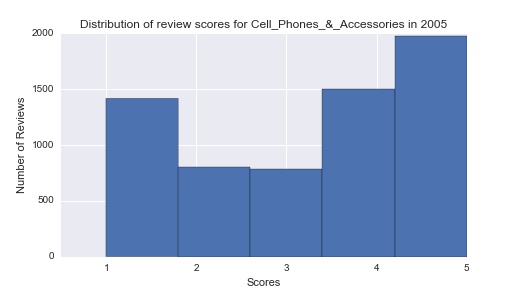 Distribution of review scores for Cell_Phones_&_Accessories in 2005
2000
1500
1000
500
0
Number of Reviews
1 2 3 4 5
Scores